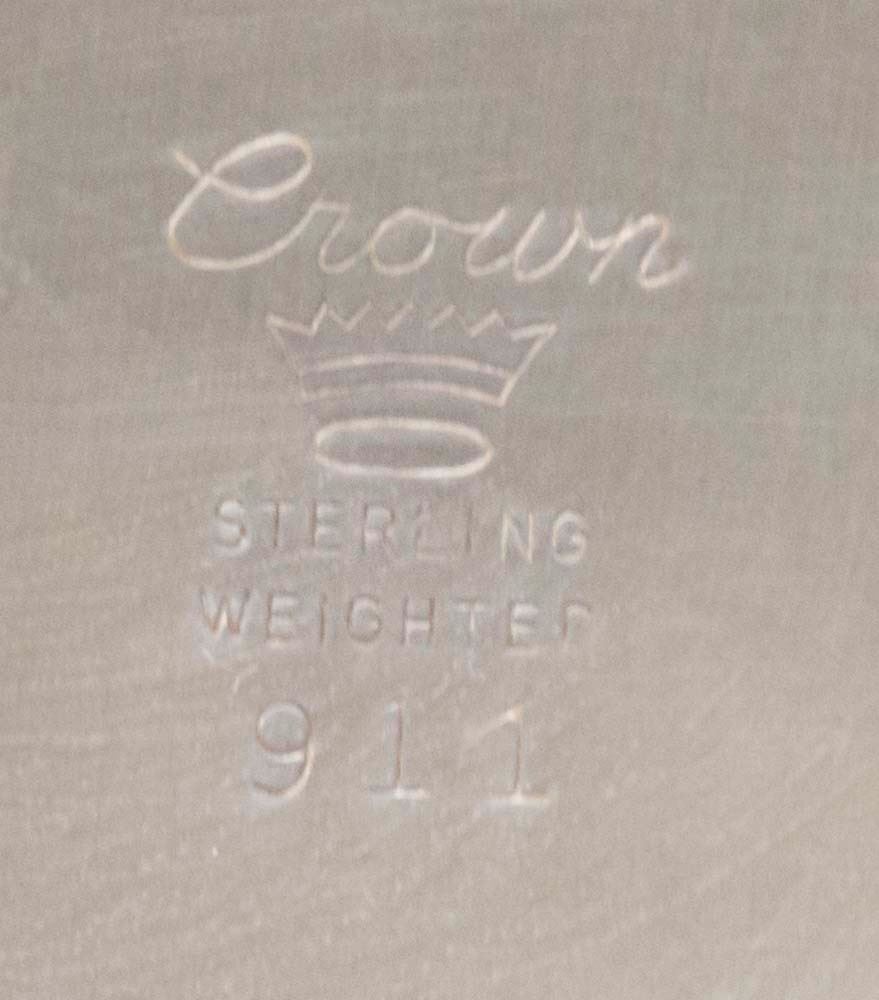 Crown
STERLING
WEIGHTED
911